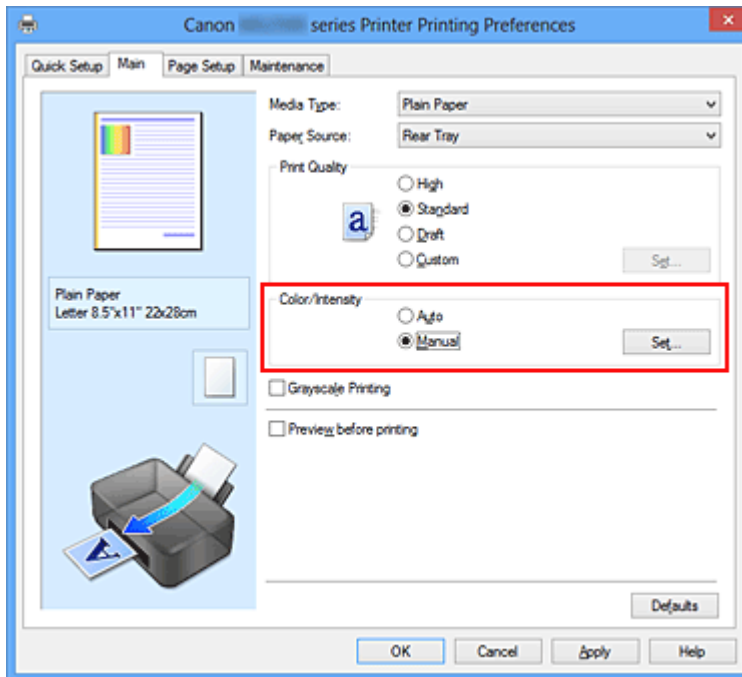 Canon series Printer Printing Preferences
Quick Setup Main Page Setup Maintenance
Media Type: Plain Paper
Paper Source: Rear Tray
Print Quality
High
Standard
Draft
Custom Set...
Plain Paper
Letter 8.5"x11" 22x28cm
Color/Intensity
Auto
Manual Set...
Grayscale Printing
Preview before printing
Defaults
OK Cancel Apply Help